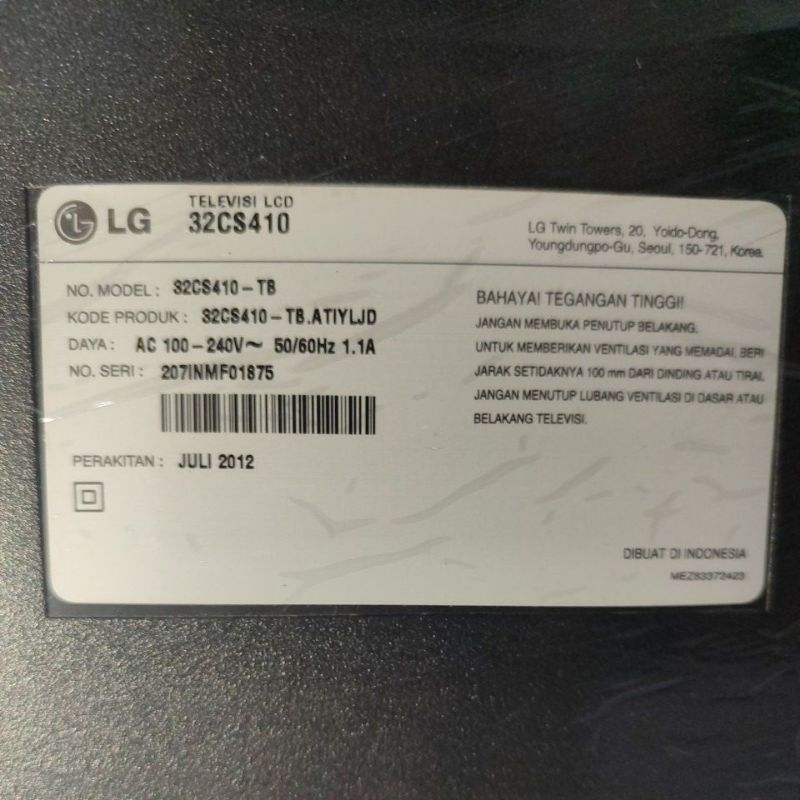 LG
TELEVISI LCD
32CS410
LG Twin Towers, 20, Yoido-Dong,
Youngdungpo-Gu, Seoul, 150-721, Korea.
NO. MODEL : 32CS410-TB
KODE PRODUK : 32CS410-TB.ATIYLJD
DAYA : AC 100-240V~ 50/60Hz 1.1A
NO. SERI : 207INMF01875
PERAKITAN : JULI 2012
BAHAYA! TEGANGAN TINGGI!
JANGAN MEMBUKA PENUTUP BELAKANG.
UNTUK MEMBERIKAN VENTILASI YANG MEMADAI, BERI
JARAK SETIDAKNYA 100 mm DARI DINDING ATAU TIRAI.
JANGAN MENUTUP LUBANG VENTILASI DI DASAR ATAU
BELAKANG TELEVISI.
DIBUAT DI INDONESIA
MEZ63372423